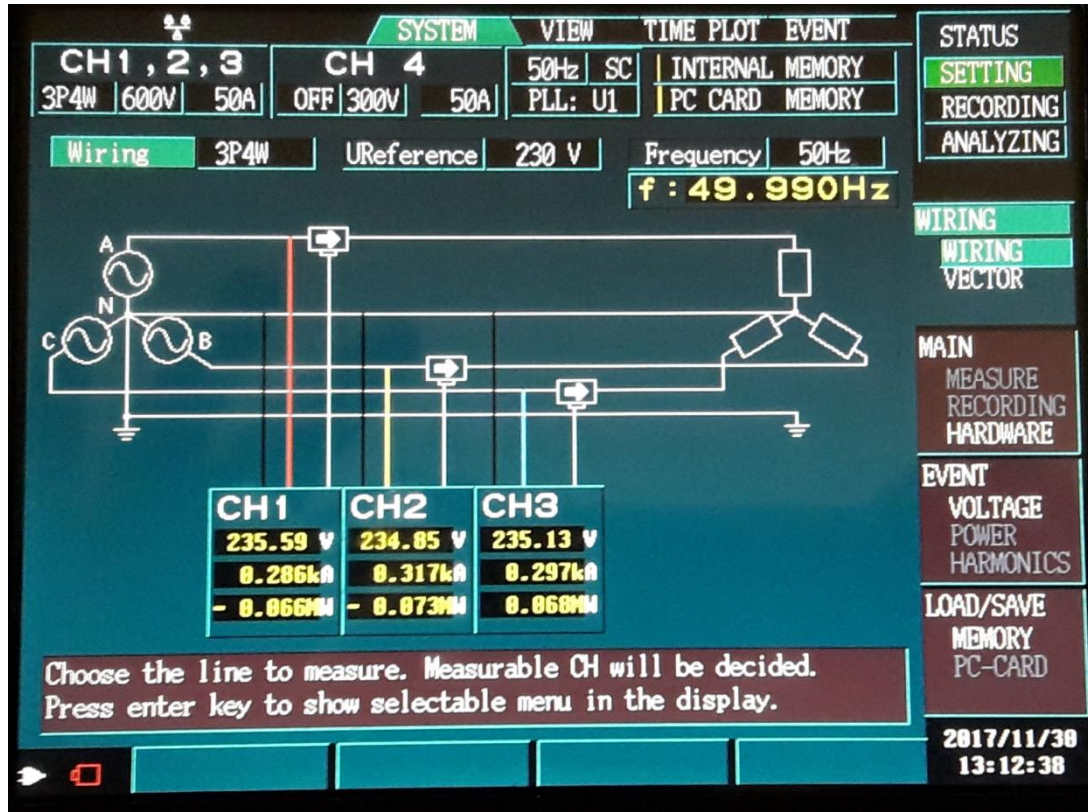 SYSTEM VIEW TIME PLOT EVENT
CH1,2,3 CH 4 50Hz SC INTERNAL MEMORY
3P4W 600V 50A OFF 300V 50A PLL: U1 PC CARD MEMORY
Wiring 3P4W UReference 230 V Frequency 50Hz
f:49.990Hz
A
N
C B
CH1 CH2 CH3
235.59 V 234.85 V 235.13 V
0.286kA 0.317kA 0.297kA
- 0.066MW - 0.073MW 0.068MW
Choose the line to measure. Measurable CH will be decided.
Press enter key to show selectable menu in the display.
STATUS
SETTING
RECORDING
ANALYZING
WIRING
WIRING
VECTOR
MAIN
MEASURE
RECORDING
HARDWARE
EVENT
VOLTAGE
POWER
HARMONICS
LOAD/SAVE
MEMORY
PC-CARD
2017/11/30
13:12:38